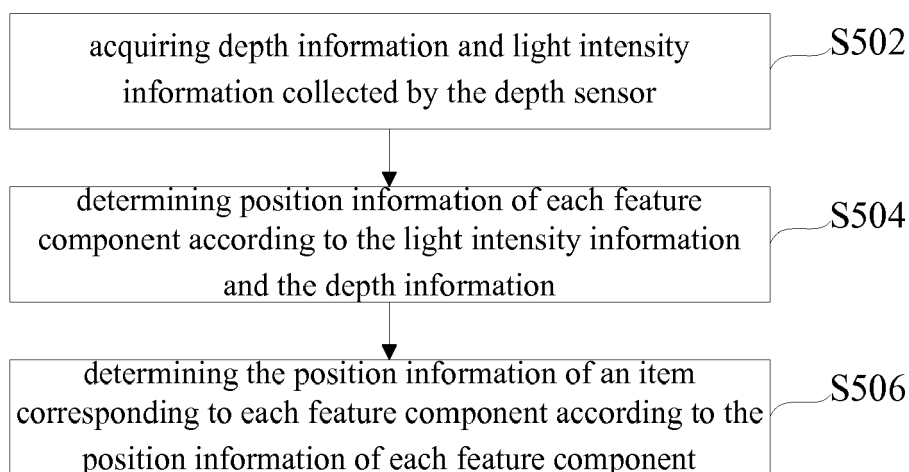 acquiring depth information and light intensity
information collected by the depth sensor
S502
determining position information of each feature
component according to the light intensity information
and the depth information
S504
determining the position information of an item
corresponding to each feature component according to the
position information of each feature component
S506